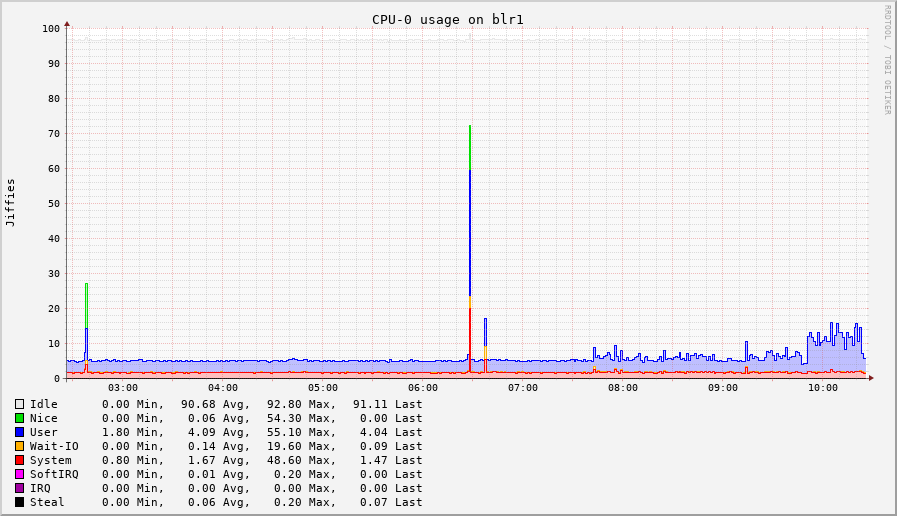 CPU-0 usage on blr1
RRDTOOL / TOBI OETIKER
Jiffies
100
90
80
70
60
50
40
30
20
10
0
03:00 04:00 05:00 06:00 07:00 08:00 09:00 10:00
Idle 0.00 Min, 90.68 Avg, 92.80 Max, 91.11 Last
Nice 0.00 Min, 0.06 Avg, 54.30 Max, 0.00 Last
User 1.80 Min, 4.09 Avg, 55.10 Max, 4.04 Last
Wait-IO 0.00 Min, 0.14 Avg, 19.60 Max, 0.09 Last
System 0.80 Min, 1.67 Avg, 48.60 Max, 1.47 Last
SoftIRQ 0.00 Min, 0.01 Avg, 0.20 Max, 0.00 Last
IRQ 0.00 Min, 0.00 Avg, 0.00 Max, 0.00 Last
Steal 0.00 Min, 0.06 Avg, 0.20 Max, 0.07 Last